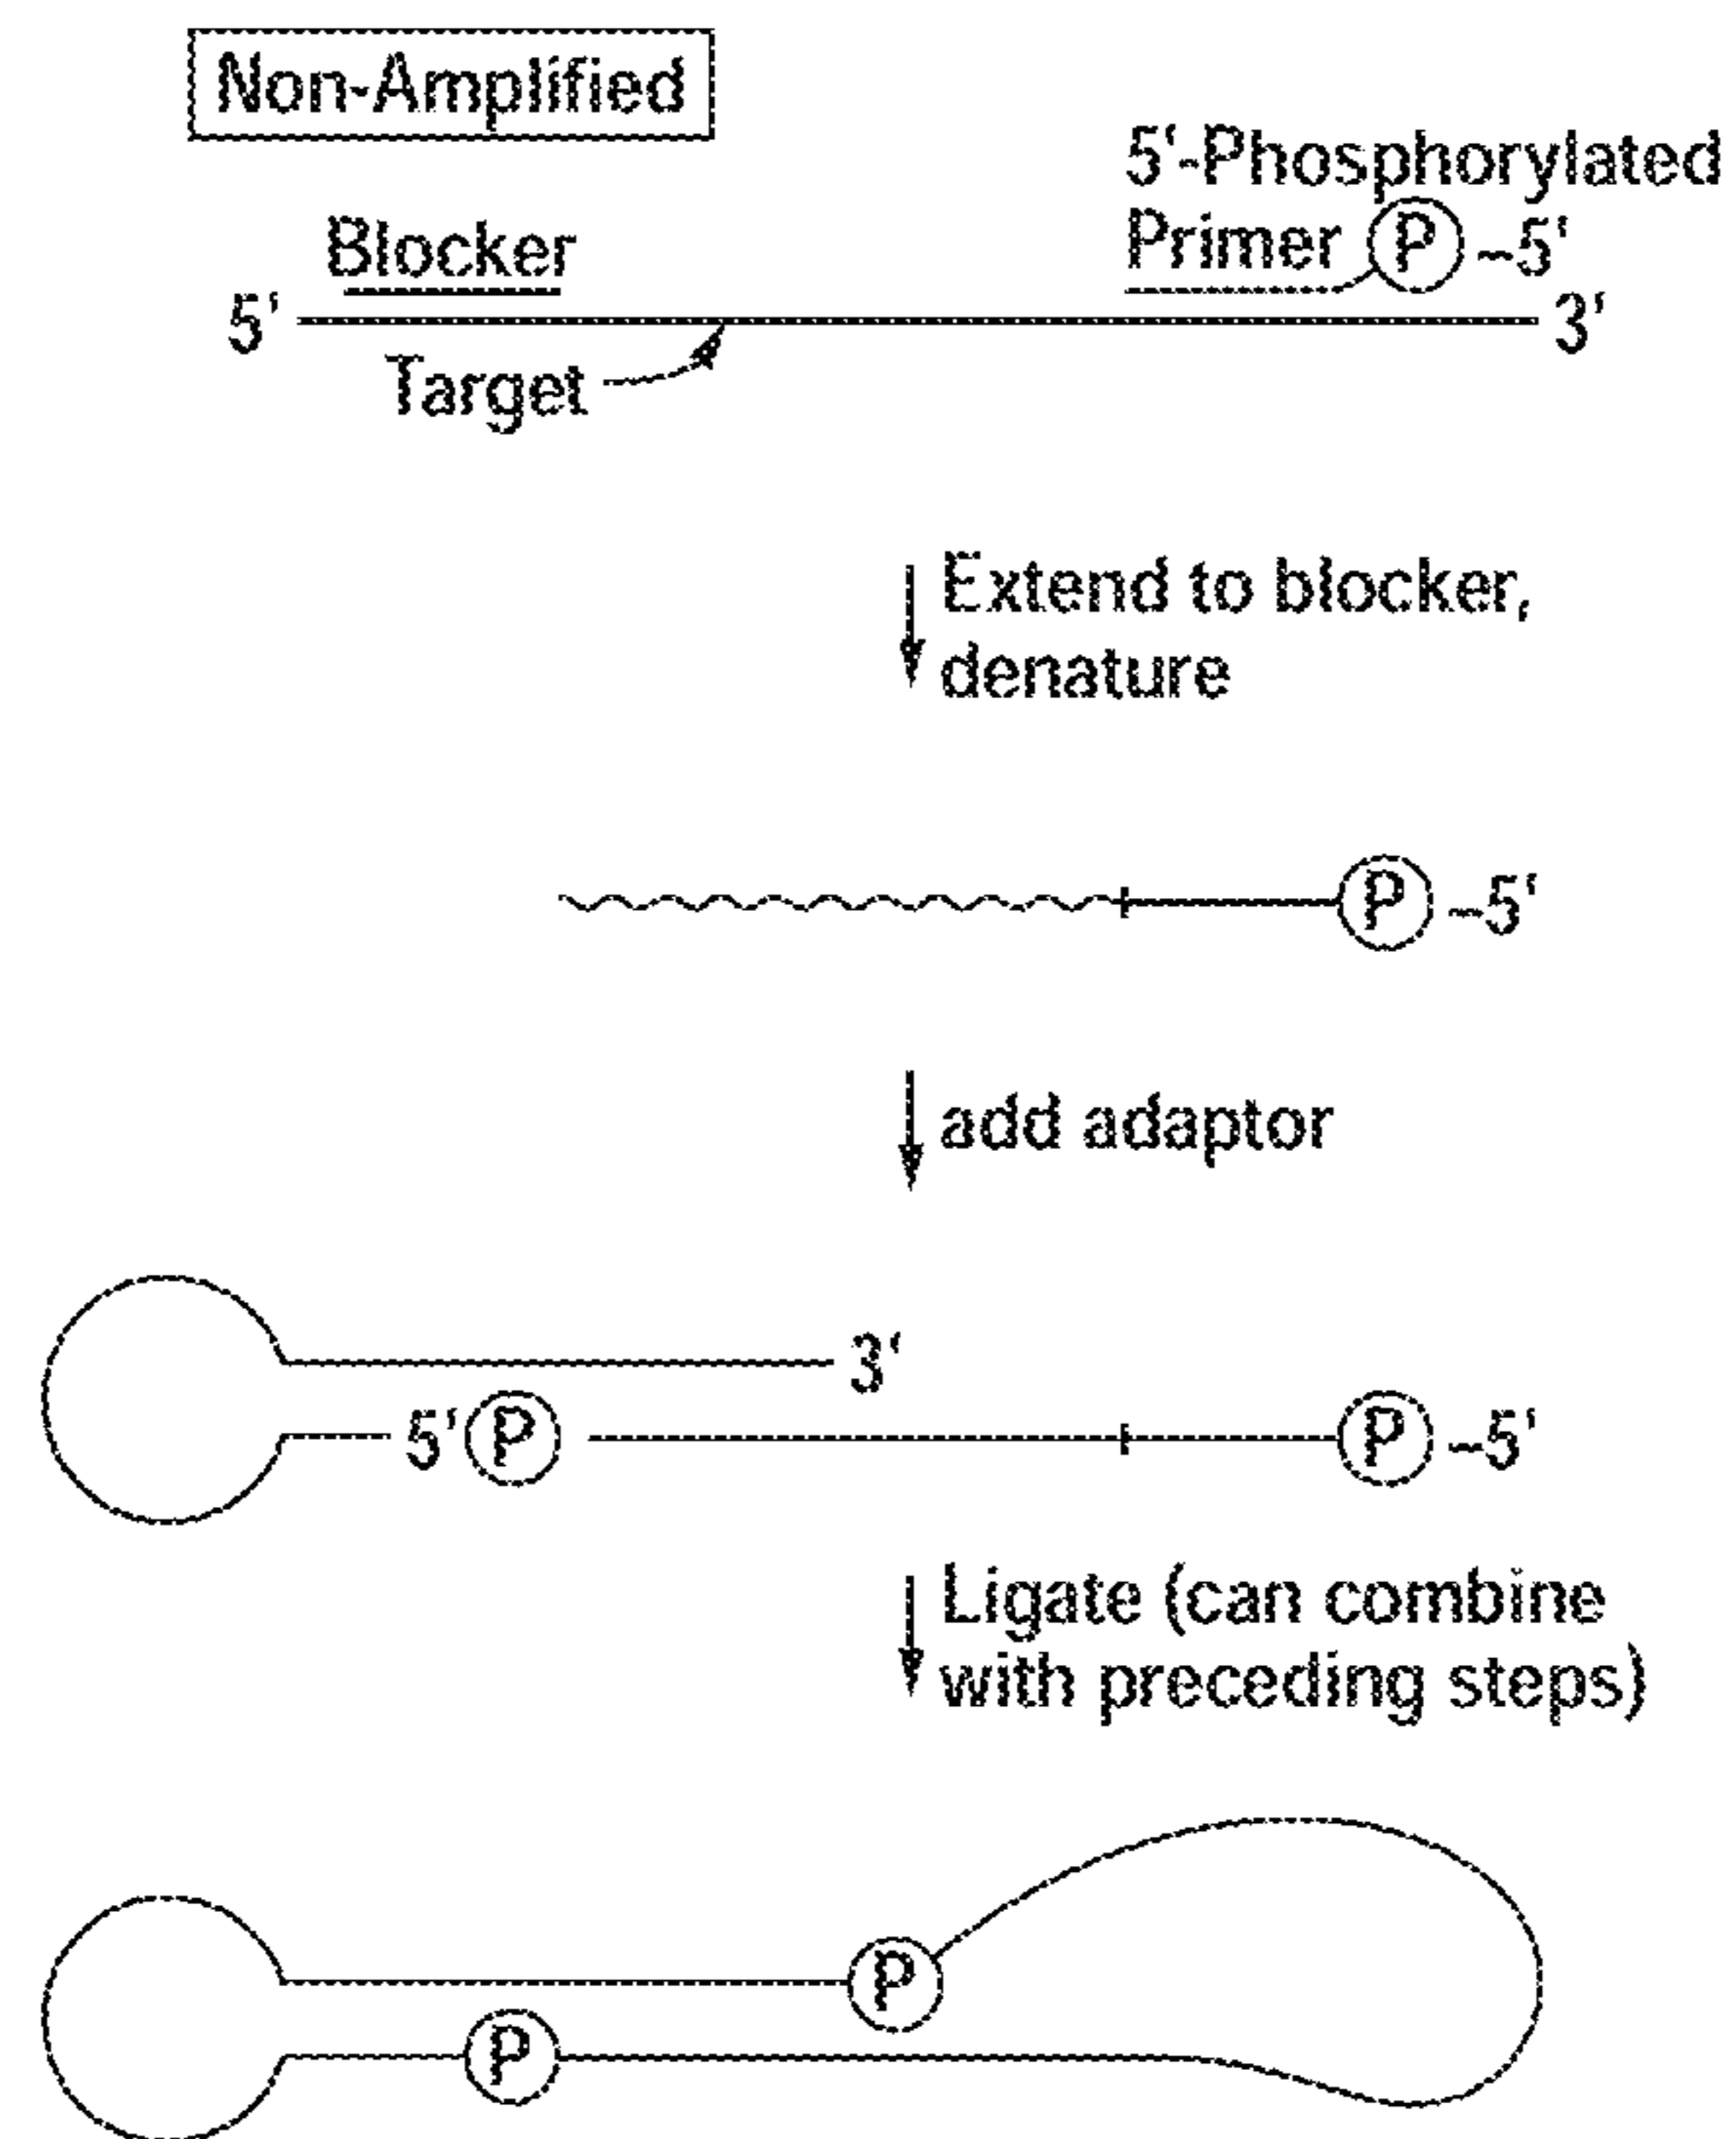 Non-Amplified
5'-Phosphorylated
Blocker
Primer P -5'
5' 3'
Target
Extend to blocker,
denature
P -5'
add adaptor
3'
5' P P -5'
Ligate (can combine
with preceding steps)
P
P